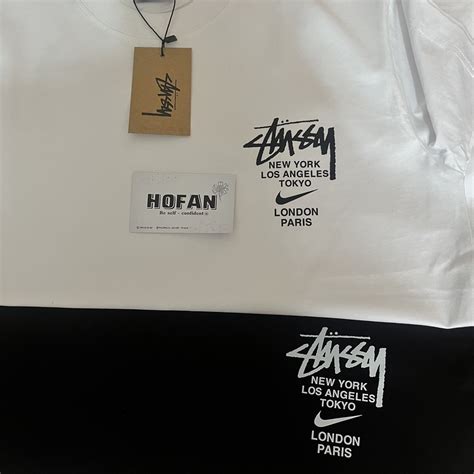 Stüssy
HOFAN
Be self - confident
STÜSSY
NEW YORK
LOS ANGELES
TOKYO
LONDON
PARIS
STÜSSY
NEW YORK
LOS ANGELES
TOKYO
LONDON
PARIS